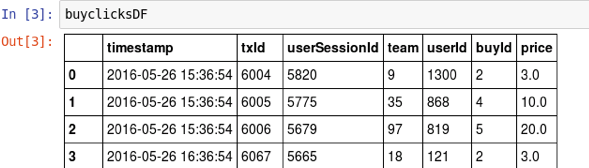 In [3]: buyclicksDF
Out[3]:
timestamp txId userSessionId team userId buyId price
0 2016-05-26 15:36:54 6004 5820 9 1300 2 3.0
1 2016-05-26 15:36:54 6005 5775 35 868 4 10.0
2 2016-05-26 15:36:54 6006 5679 97 819 5 20.0
3 2016-05-26 16:36:54 6067 5665 18 121 2 3.0